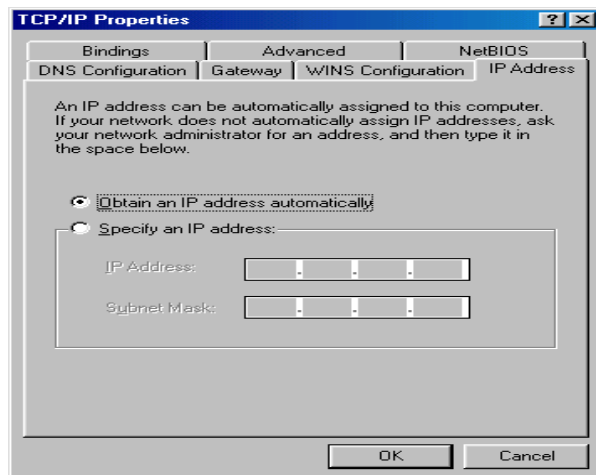 TCP/IP Properties
? X
Bindings Advanced NetBIOS
DNS Configuration Gateway WINS Configuration IP Address
An IP address can be automatically assigned to this computer.
If your network does not automatically assign IP addresses, ask
your network administrator for an address, and then type it in
the space below.
Obtain an IP address automatically
Specify an IP address:
IP Address:
. . .
Subnet Mask:
. . .
OK Cancel